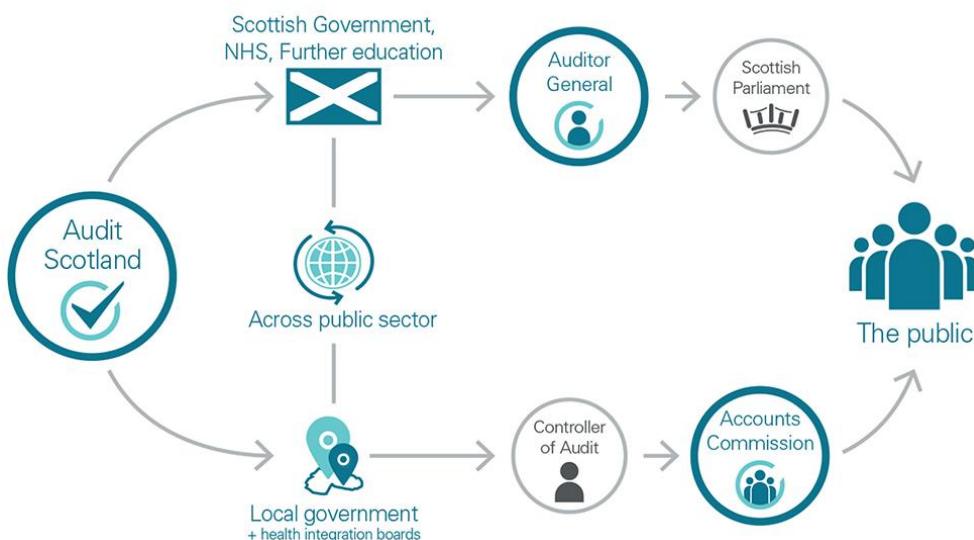 Scottish Government,
NHS, Further education
Auditor
General
Scottish
Parliament
Audit
Scotland
Across public sector
The public
Controller
of Audit
Accounts
Commission
Local government
+ health integration boards